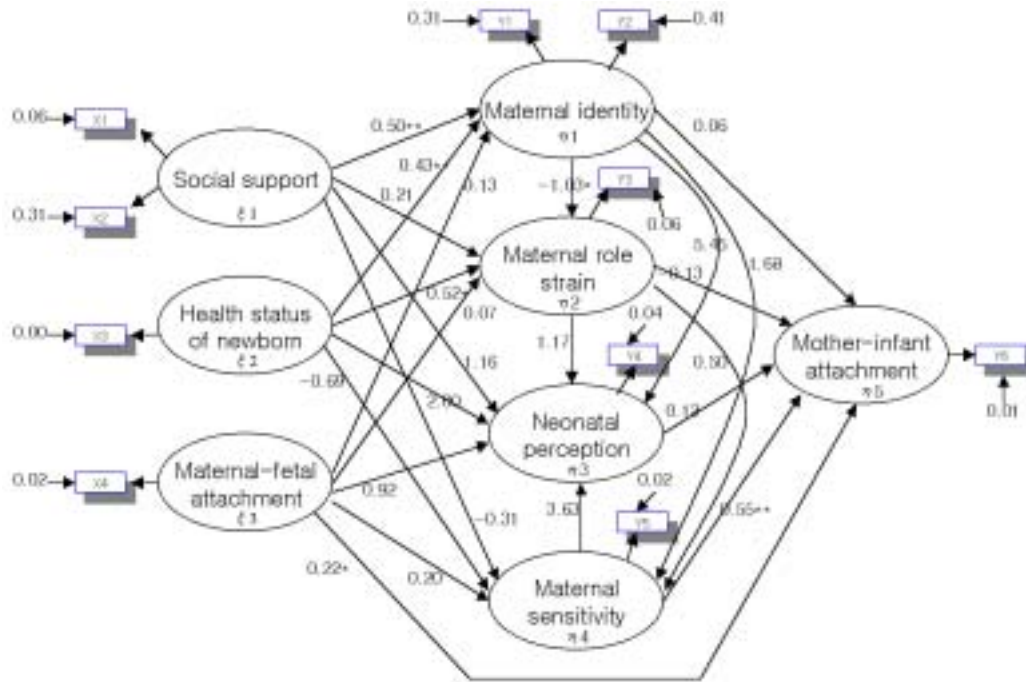 0.31
Y1
Y2
0.41
0.06
X1
Maternal identity
η1
0.06
0.50**
0.43**
0.13
Social support
ξ1
0.21
-1.03*
Y3
0.31
X2
0.06
5.45
Maternal role
strain
η2
-0.13
1.68
0.52*
0.07
0.04
Health status
of newborn
ξ2
0.00
X3
1.17
Y4
0.50
Mother-infant
attachment
η5
Y6
0.01
-0.69
1.16
2.00
Neonatal
perception
η3
0.12
Maternal-fetal
attachment
ξ3
0.02
X4
0.92
0.02
3.63
Y5
0.55**
-0.31
0.22*
0.20
Maternal
sensitivity
η4